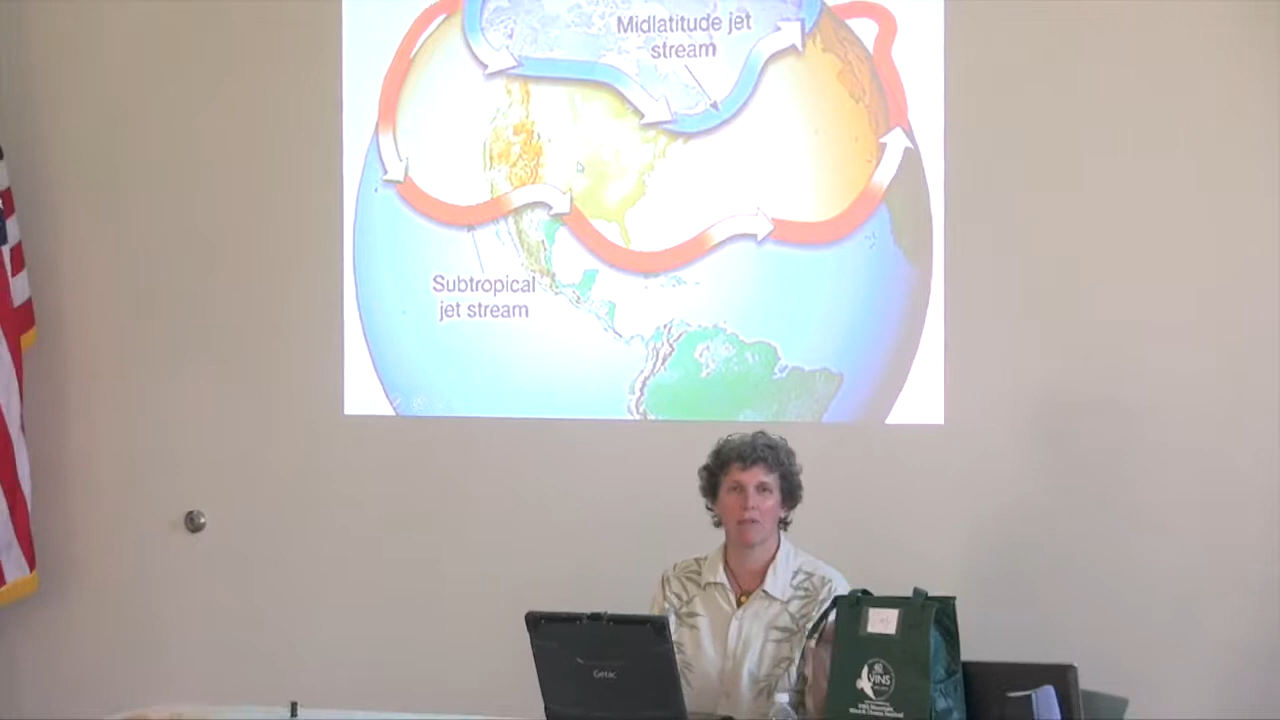 Midlatitude jet
stream
Subtropical
jet stream
Getac
VINS